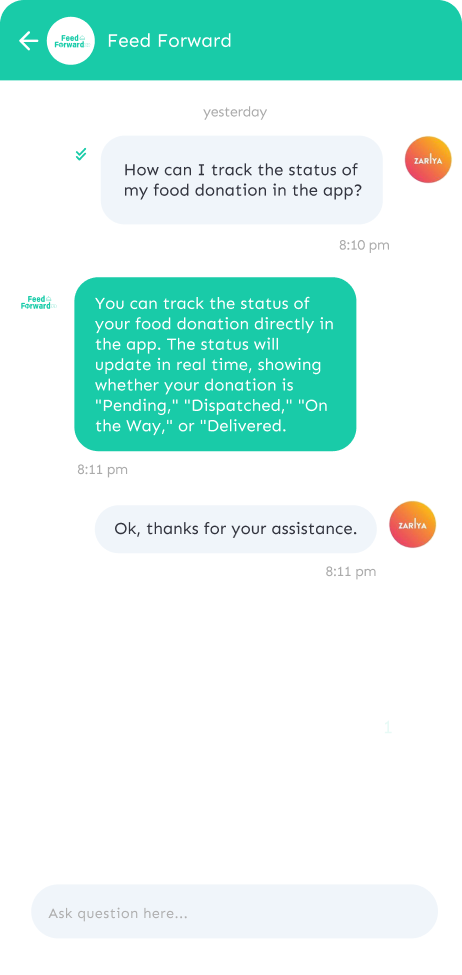 Feed
Forward
Feed Forward
yesterday
How can I track the status of
my food donation in the app?
ZARIYA
8:10 pm
Feed
Forward
You can track the status of
your food donation directly in
the app. The status will
update in real time, showing
whether your donation is
"Pending," "Dispatched," "On
the Way," or "Delivered.
8:11 pm
Ok, thanks for your assistance.
ZARIYA
8:11 pm
1
Ask question here...